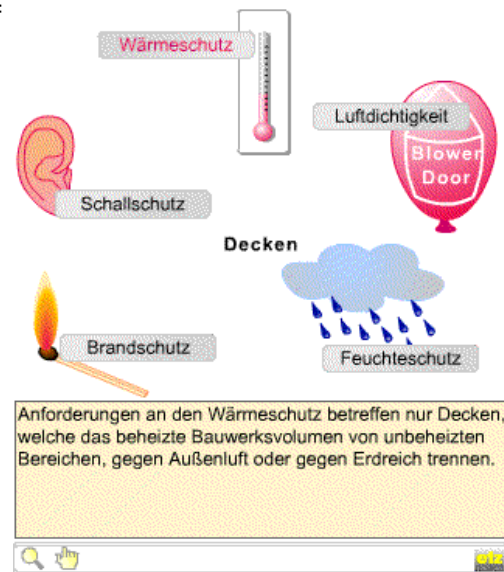 Wärmeschutz
Luftdichtigkeit
Blower
Door
Schallschutz
Decken
Brandschutz
Feuchteschutz
Anforderungen an den Wärmeschutz betreffen nur Decken,
welche das beheizte Bauwerksvolumen von unbeheizten
Bereichen, gegen Außenluft oder gegen Erdreich trennen.